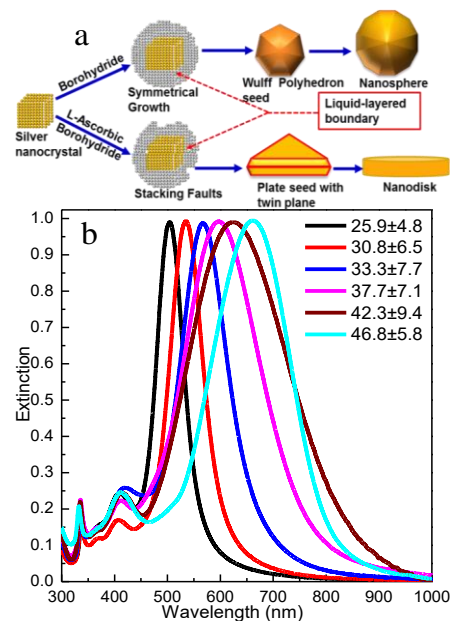 a
Borohydride
Symmetrical
Growth
Wulff Polyhedron
seed
Nanosphere
Silver
nanocrystal
L-Ascorbic
Borohydride
Liquid-layered
boundary
Stacking Faults
Plate seed with
twin plane
Nanodisk
b
25.9±4.8
30.8±6.5
33.3±7.7
37.7±7.1
42.3±9.4
46.8±5.8
Extinction
1.0
0.9
0.8
0.7
0.6
0.5
0.4
0.3
0.2
0.1
0.0
300 400 500 600 700 800 900 1000
Wavelength (nm)